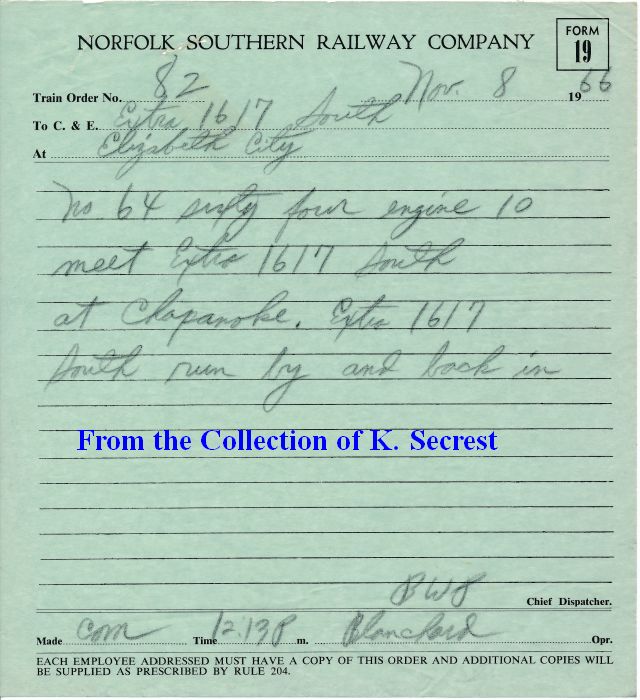 NORFOLK SOUTHERN RAILWAY COMPANY
FORM 19
Train Order No. 82 Nov. 8 1966
To C. & E. Extra 1617 South
At Elizabeth City
No 64 sixty four engine 10
meet Extra 1617 South
at Chapanoke. Extra 1617
South run by and back in
From the Collection of K. Secrest
BWP
Chief Dispatcher.
Made Com Time 12:13 P m. Blanchard Opr.
EACH EMPLOYEE ADDRESSED MUST HAVE A COPY OF THIS ORDER AND ADDITIONAL COPIES WILL
BE SUPPLIED AS PRESCRIBED BY RULE 204.